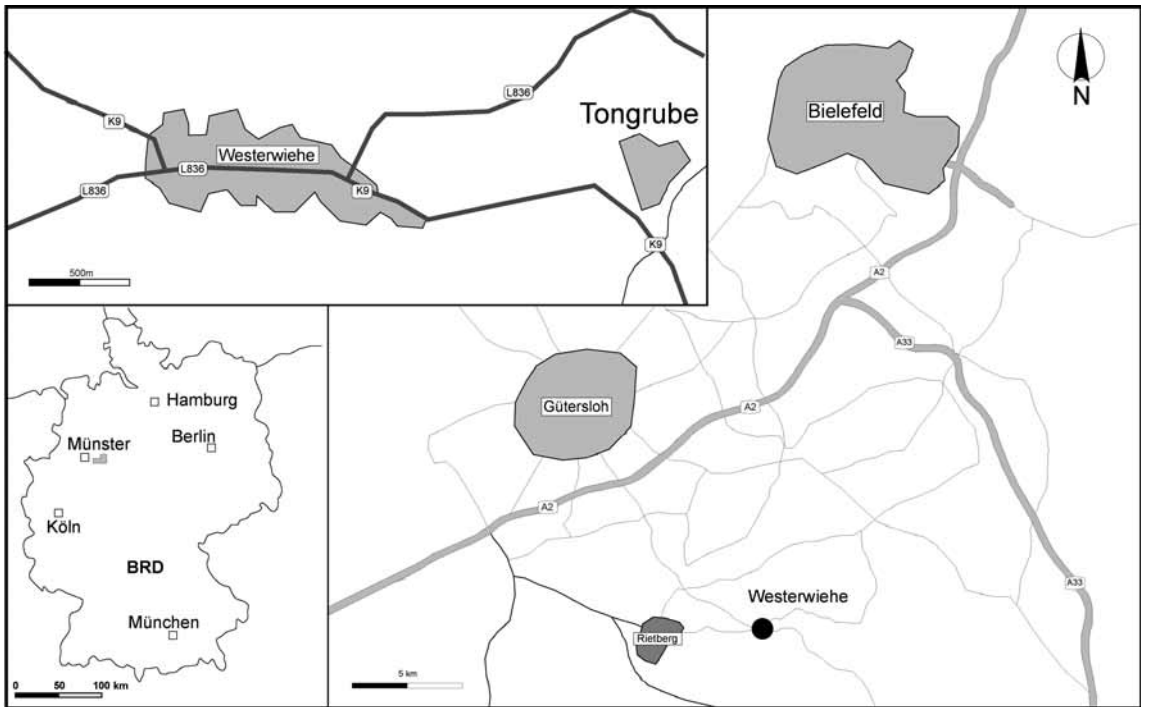 L836
K9
Tongrube
Westerwiehe
L836
L836
K9
K9
500m
Bielefeld
N
A2
A33
A2
Gütersloh
A2
A33
Westerwiehe
Rietberg
5 km
Hamburg
Berlin
Münster
Köln
BRD
München
0 50 100 km